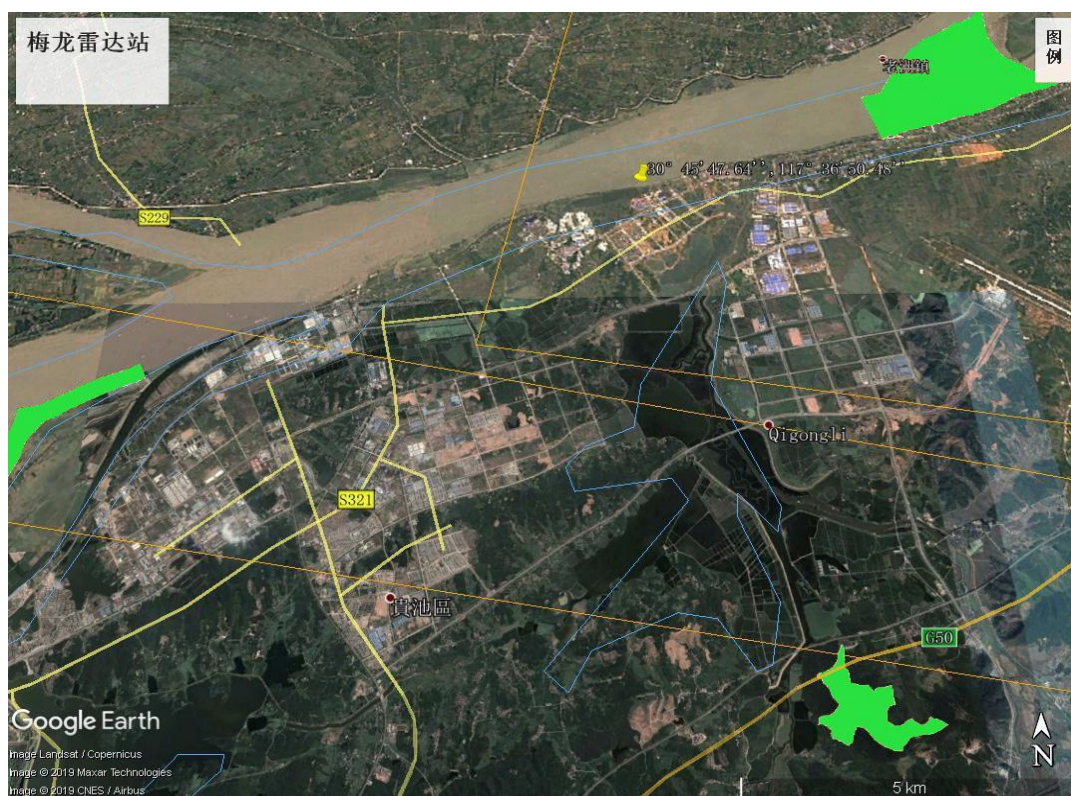 梅龙雷达站
图
例
老洲鎮
30° 45'47.64'',117° 36'50.48''
S229
Qigongli
S321
貴池區
G50
Google Earth
Image Landsat / Copernicus
Image © 2019 Maxar Technologies
Image © 2019 CNES / Airbus
N
5 km